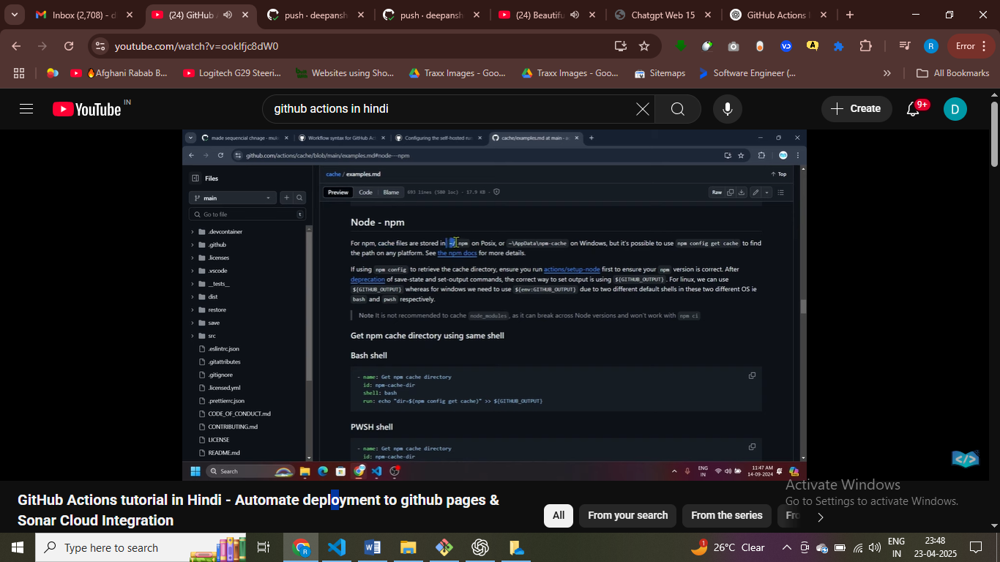 Inbox (2,708) - d
(24) GitHub A
push · deepansh
push · deepansh
(24) Beautifu
Chatgpt Web 15
GitHub Actions
youtube.com/watch?v=ooklfjc8dW0
Error
🔥Afghani Rabab B...
Logitech G29 Steeri...
Websites using Sho...
Traxx Images - Goo...
Traxx Images - Goo...
Sitemaps
Software Engineer (...
»
All Bookmarks
YouTube IN
github actions in hindi
Create
9+
D
made sequencial chnage - mul
Workflow syntax for GitHub Act
Configuring the self-hosted run
cache/examples.md at main · a
github.com/actions/cache/blob/main/examples.md#node---npm
Files
cache / examples.md
Top
main
Preview Code Blame 693 lines (580 loc) · 17.9 KB
Raw
Go to file t
.devcontainer
.github
.licenses
.vscode
__tests__
dist
restore
save
src
.eslintrc.json
.gitattributes
.gitignore
.licensed.yml
.prettierrc.json
CODE_OF_CONDUCT.md
CONTRIBUTING.md
LICENSE
README.md
Node - npm
For npm, cache files are stored in ~/.npm on Posix, or ~\AppData\npm-cache on Windows, but it's possible to use npm config get cache to find
the path on any platform. See the npm docs for more details.
If using npm config to retrieve the cache directory, ensure you run actions/setup-node first to ensure your npm version is correct. After
deprecation of save-state and set-output commands, the correct way to set output is using ${GITHUB_OUTPUT}. For linux, we can use
${GITHUB_OUTPUT} whereas for windows we need to use ${env:GITHUB_OUTPUT} due to two different default shells in these two different OS ie
bash and pwsh respectively.
Note It is not recommended to cache node_modules, as it can break across Node versions and won't work with npm ci
Get npm cache directory using same shell
Bash shell
- name: Get npm cache directory
id: npm-cache-dir
shell: bash
run: echo "dir=$(npm config get cache)" >> ${GITHUB_OUTPUT}
PWSH shell
- name: Get npm cache directory
id: npm-cache-dir
Search
ENG
IN
11:47 AM
14-09-2024
</>
GitHub Actions tutorial in Hindi - Automate deployment to github pages &
Sonar Cloud Integration
All
From your search
From the series
Fro
Activate Windows
Go to Settings to activate Windows.
Type here to search
26°C Clear
ENG
IN
23:48
23-04-2025